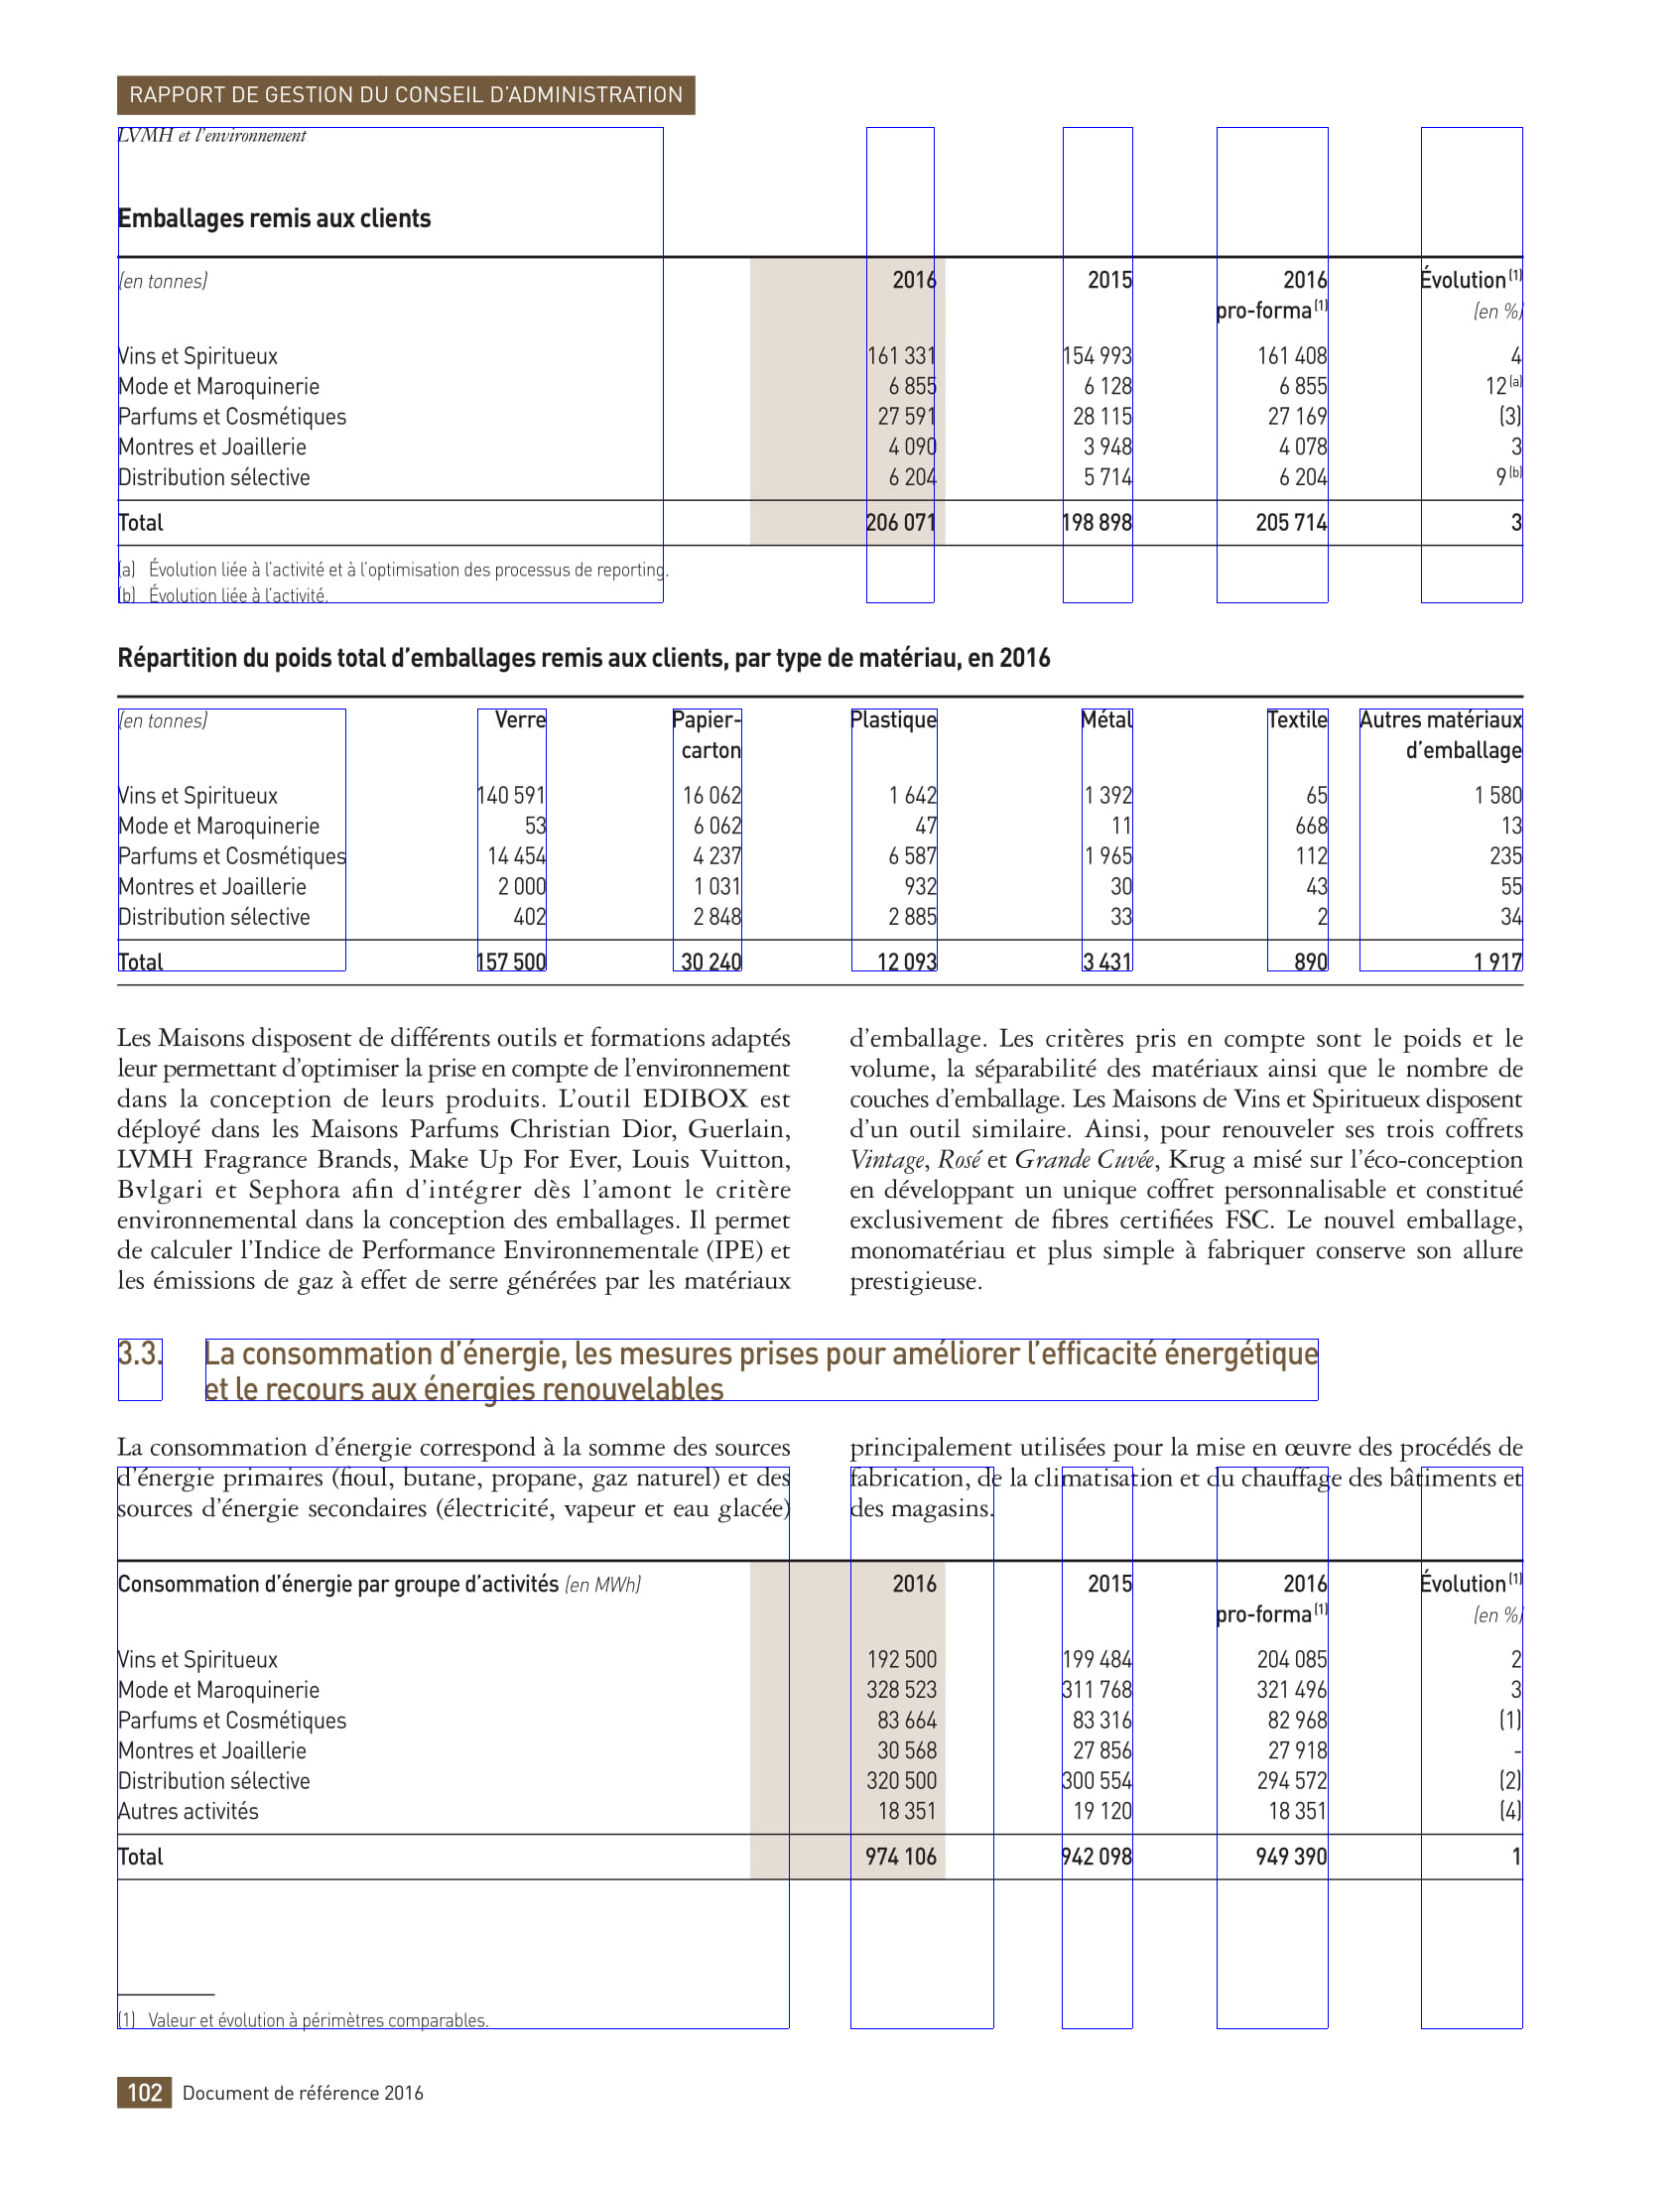 RAPPORT DE GESTION DU CONSEIL D’ADMINISTRATION
LVMH et l’environnement
Emballages remis aux clients
(en tonnes) 2016 2015 2016 Évolution (1)
pro-forma (1) (en %)
Vins et Spiritueux 161 331 154 993 161 408 4
Mode et Maroquinerie 6 855 6 128 6 855 12 (a)
Parfums et Cosmétiques 27 591 28 115 27 169 (3)
Montres et Joaillerie 4 090 3 948 4 078 3
Distribution sélective 6 204 5 714 6 204 9 (b)
Total 206 071 198 898 205 714 3
(a) Évolution liée à l’activité et à l’optimisation des processus de reporting.
(b) Évolution liée à l’activité.
Répartition du poids total d’emballages remis aux clients, par type de matériau, en 2016
(en tonnes) Verre Papier- Plastique Métal Textile Autres matériaux
carton d’emballage
Vins et Spiritueux 140 591 16 062 1 642 1 392 65 1 580
Mode et Maroquinerie 53 6 062 47 11 668 13
Parfums et Cosmétiques 14 454 4 237 6 587 1 965 112 235
Montres et Joaillerie 2 000 1 031 932 30 43 55
Distribution sélective 402 2 848 2 885 33 2 34
Total 157 500 30 240 12 093 3 431 890 1 917
Les Maisons disposent de différents outils et formations adaptés
leur permettant d’optimiser la prise en compte de l’environnement
dans la conception de leurs produits. L’outil EDIBOX est
déployé dans les Maisons Parfums Christian Dior, Guerlain,
LVMH Fragrance Brands, Make Up For Ever, Louis Vuitton,
Bvlgari et Sephora afin d’intégrer dès l’amont le critère
environnemental dans la conception des emballages. Il permet
de calculer l’Indice de Performance Environnementale (IPE) et
les émissions de gaz à effet de serre générées par les matériaux
d’emballage. Les critères pris en compte sont le poids et le
volume, la séparabilité des matériaux ainsi que le nombre de
couches d’emballage. Les Maisons de Vins et Spiritueux disposent
d’un outil similaire. Ainsi, pour renouveler ses trois coffrets
Vintage, Rosé et Grande Cuvée, Krug a misé sur l’éco-conception
en développant un unique coffret personnalisable et constitué
exclusivement de fibres certifiées FSC. Le nouvel emballage,
monomatériau et plus simple à fabriquer conserve son allure
prestigieuse.
3.3. La consommation d’énergie, les mesures prises pour améliorer l’efficacité énergétique
et le recours aux énergies renouvelables
La consommation d’énergie correspond à la somme des sources
d’énergie primaires (fioul, butane, propane, gaz naturel) et des
sources d’énergie secondaires (électricité, vapeur et eau glacée)
principalement utilisées pour la mise en œuvre des procédés de
fabrication, de la climatisation et du chauffage des bâtiments et
des magasins.
Consommation d’énergie par groupe d’activités (en MWh) 2016 2015 2016 Évolution (1)
pro-forma (1) (en %)
Vins et Spiritueux 192 500 199 484 204 085 2
Mode et Maroquinerie 328 523 311 768 321 496 3
Parfums et Cosmétiques 83 664 83 316 82 968 (1)
Montres et Joaillerie 30 568 27 856 27 918 -
Distribution sélective 320 500 300 554 294 572 (2)
Autres activités 18 351 19 120 18 351 (4)
Total 974 106 942 098 949 390 1
(1) Valeur et évolution à périmètres comparables.
102 Document de référence 2016